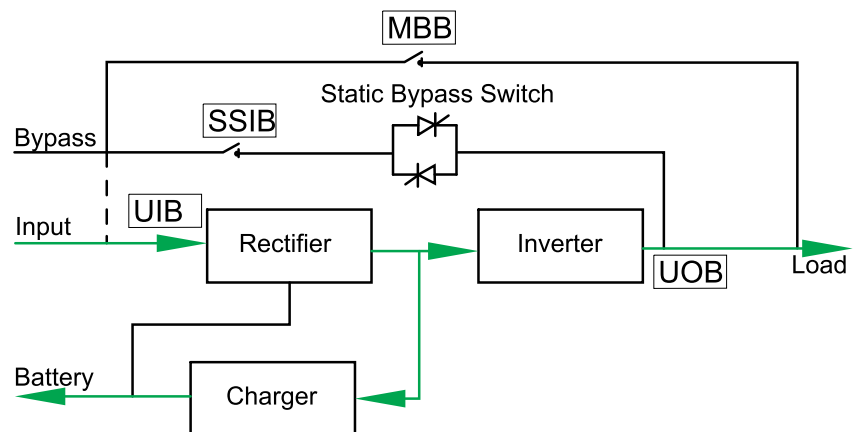 MBB
Static Bypass Switch
SSIB
Bypass
UIB
Input
Rectifier
Inverter
UOB
Load
Battery
Charger